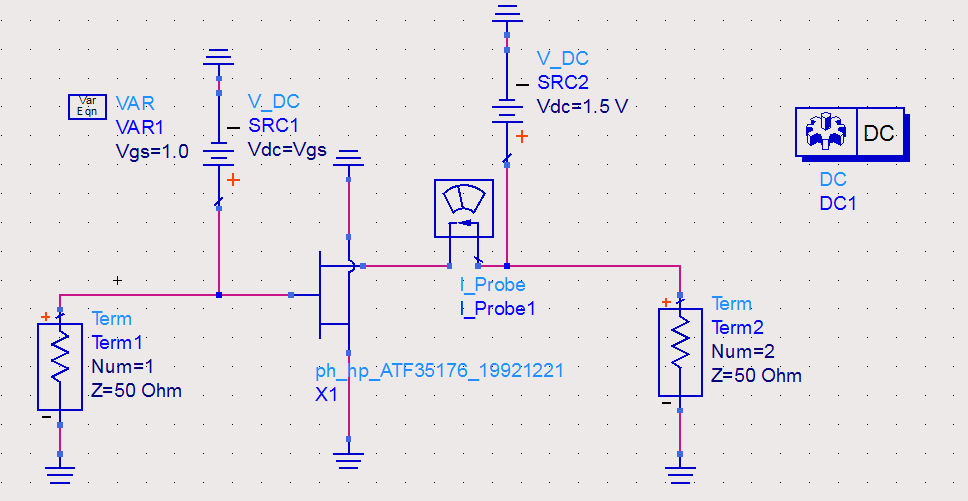 Var
Eqn
VAR
VAR1
Vgs=1.0
V_DC
SRC1
Vdc=Vgs
V_DC
SRC2
Vdc=1.5 V
DC
DC
DC1
I_Probe
I_Probe1
Term
Term1
Num=1
Z=50 Ohm
ph_hp_ATF35176_19921221
X1
Term
Term2
Num=2
Z=50 Ohm